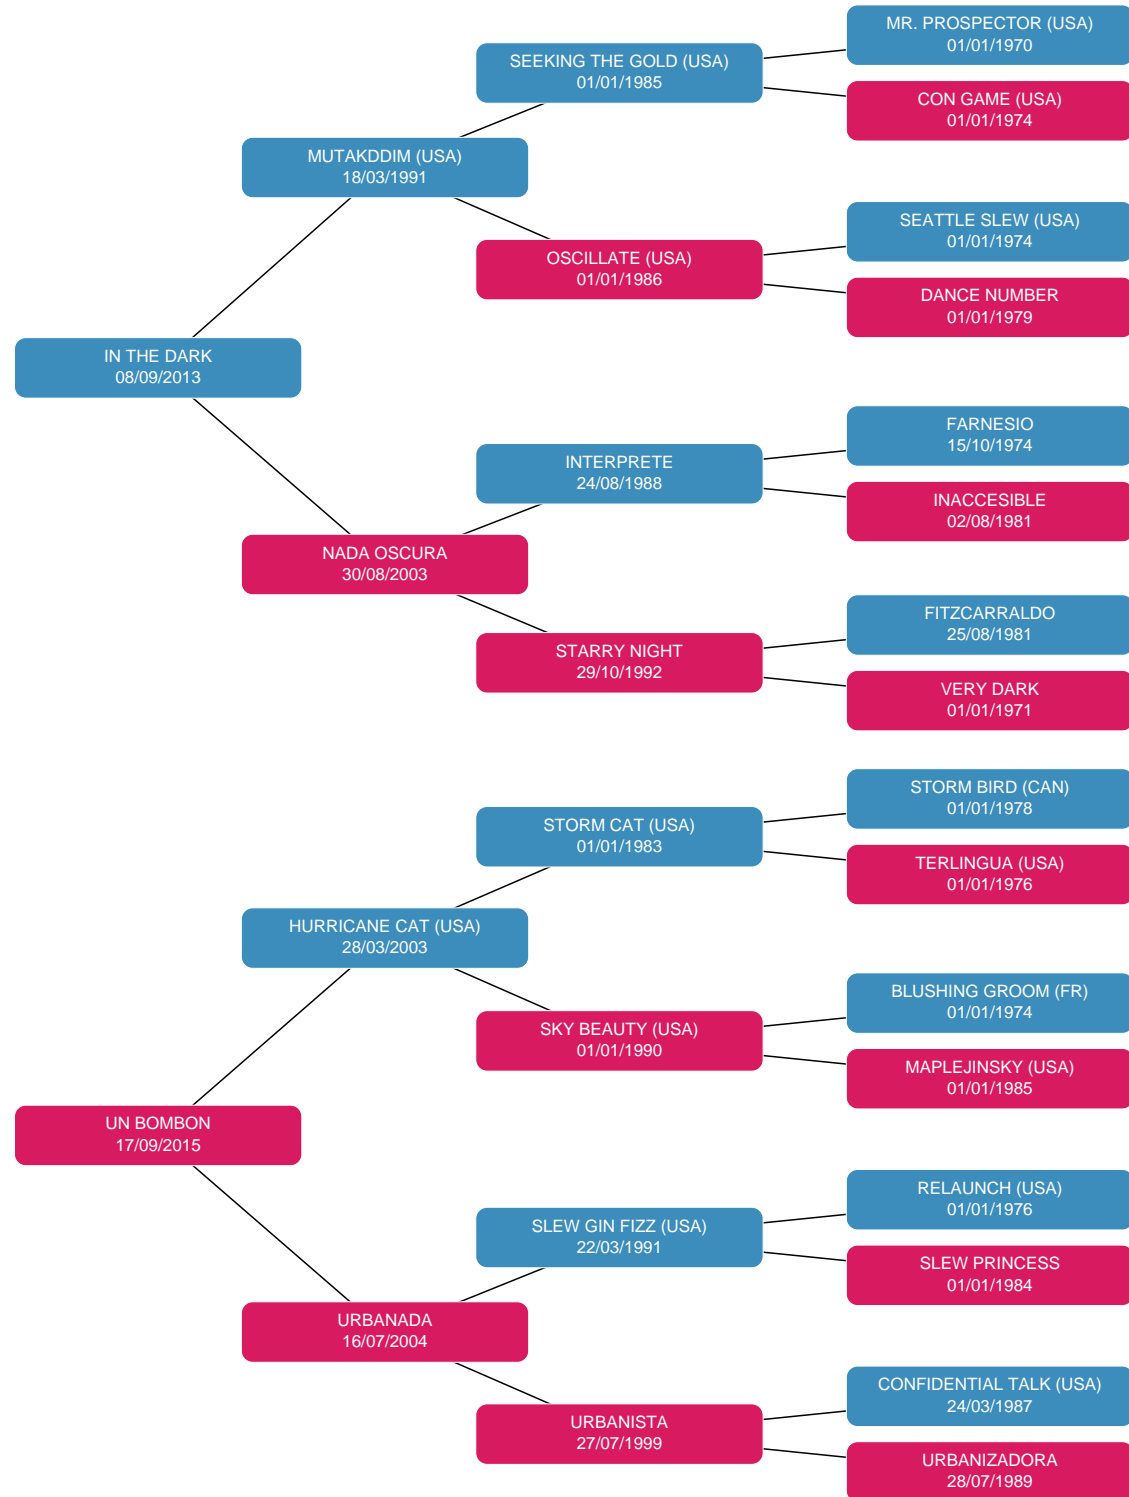 MR. PROSPECTOR (USA)
01/01/1970
SEEKING THE GOLD (USA)
01/01/1985
CON GAME (USA)
01/01/1974
MUTAKDDIM (USA)
18/03/1991
SEATTLE SLEW (USA)
01/01/1974
OSCILLATE (USA)
01/01/1986
DANCE NUMBER
01/01/1979
IN THE DARK
08/09/2013
FARNESIO
15/10/1974
INTERPRETE
24/08/1988
INACCESIBLE
02/08/1981
NADA OSCURA
30/08/2003
FITZCARRALDO
25/08/1981
STARRY NIGHT
29/10/1992
VERY DARK
01/01/1971
STORM BIRD (CAN)
01/01/1978
STORM CAT (USA)
01/01/1983
TERLINGUA (USA)
01/01/1976
HURRICANE CAT (USA)
28/03/2003
BLUSHING GROOM (FR)
01/01/1974
SKY BEAUTY (USA)
01/01/1990
MAPLEJINSKY (USA)
01/01/1985
UN BOMBON
17/09/2015
RELAUNCH (USA)
01/01/1976
SLEW GIN FIZZ (USA)
22/03/1991
SLEW PRINCESS
01/01/1984
URBANADA
16/07/2004
CONFIDENTIAL TALK (USA)
24/03/1987
URBANISTA
27/07/1999
URBANIZADORA
28/07/1989